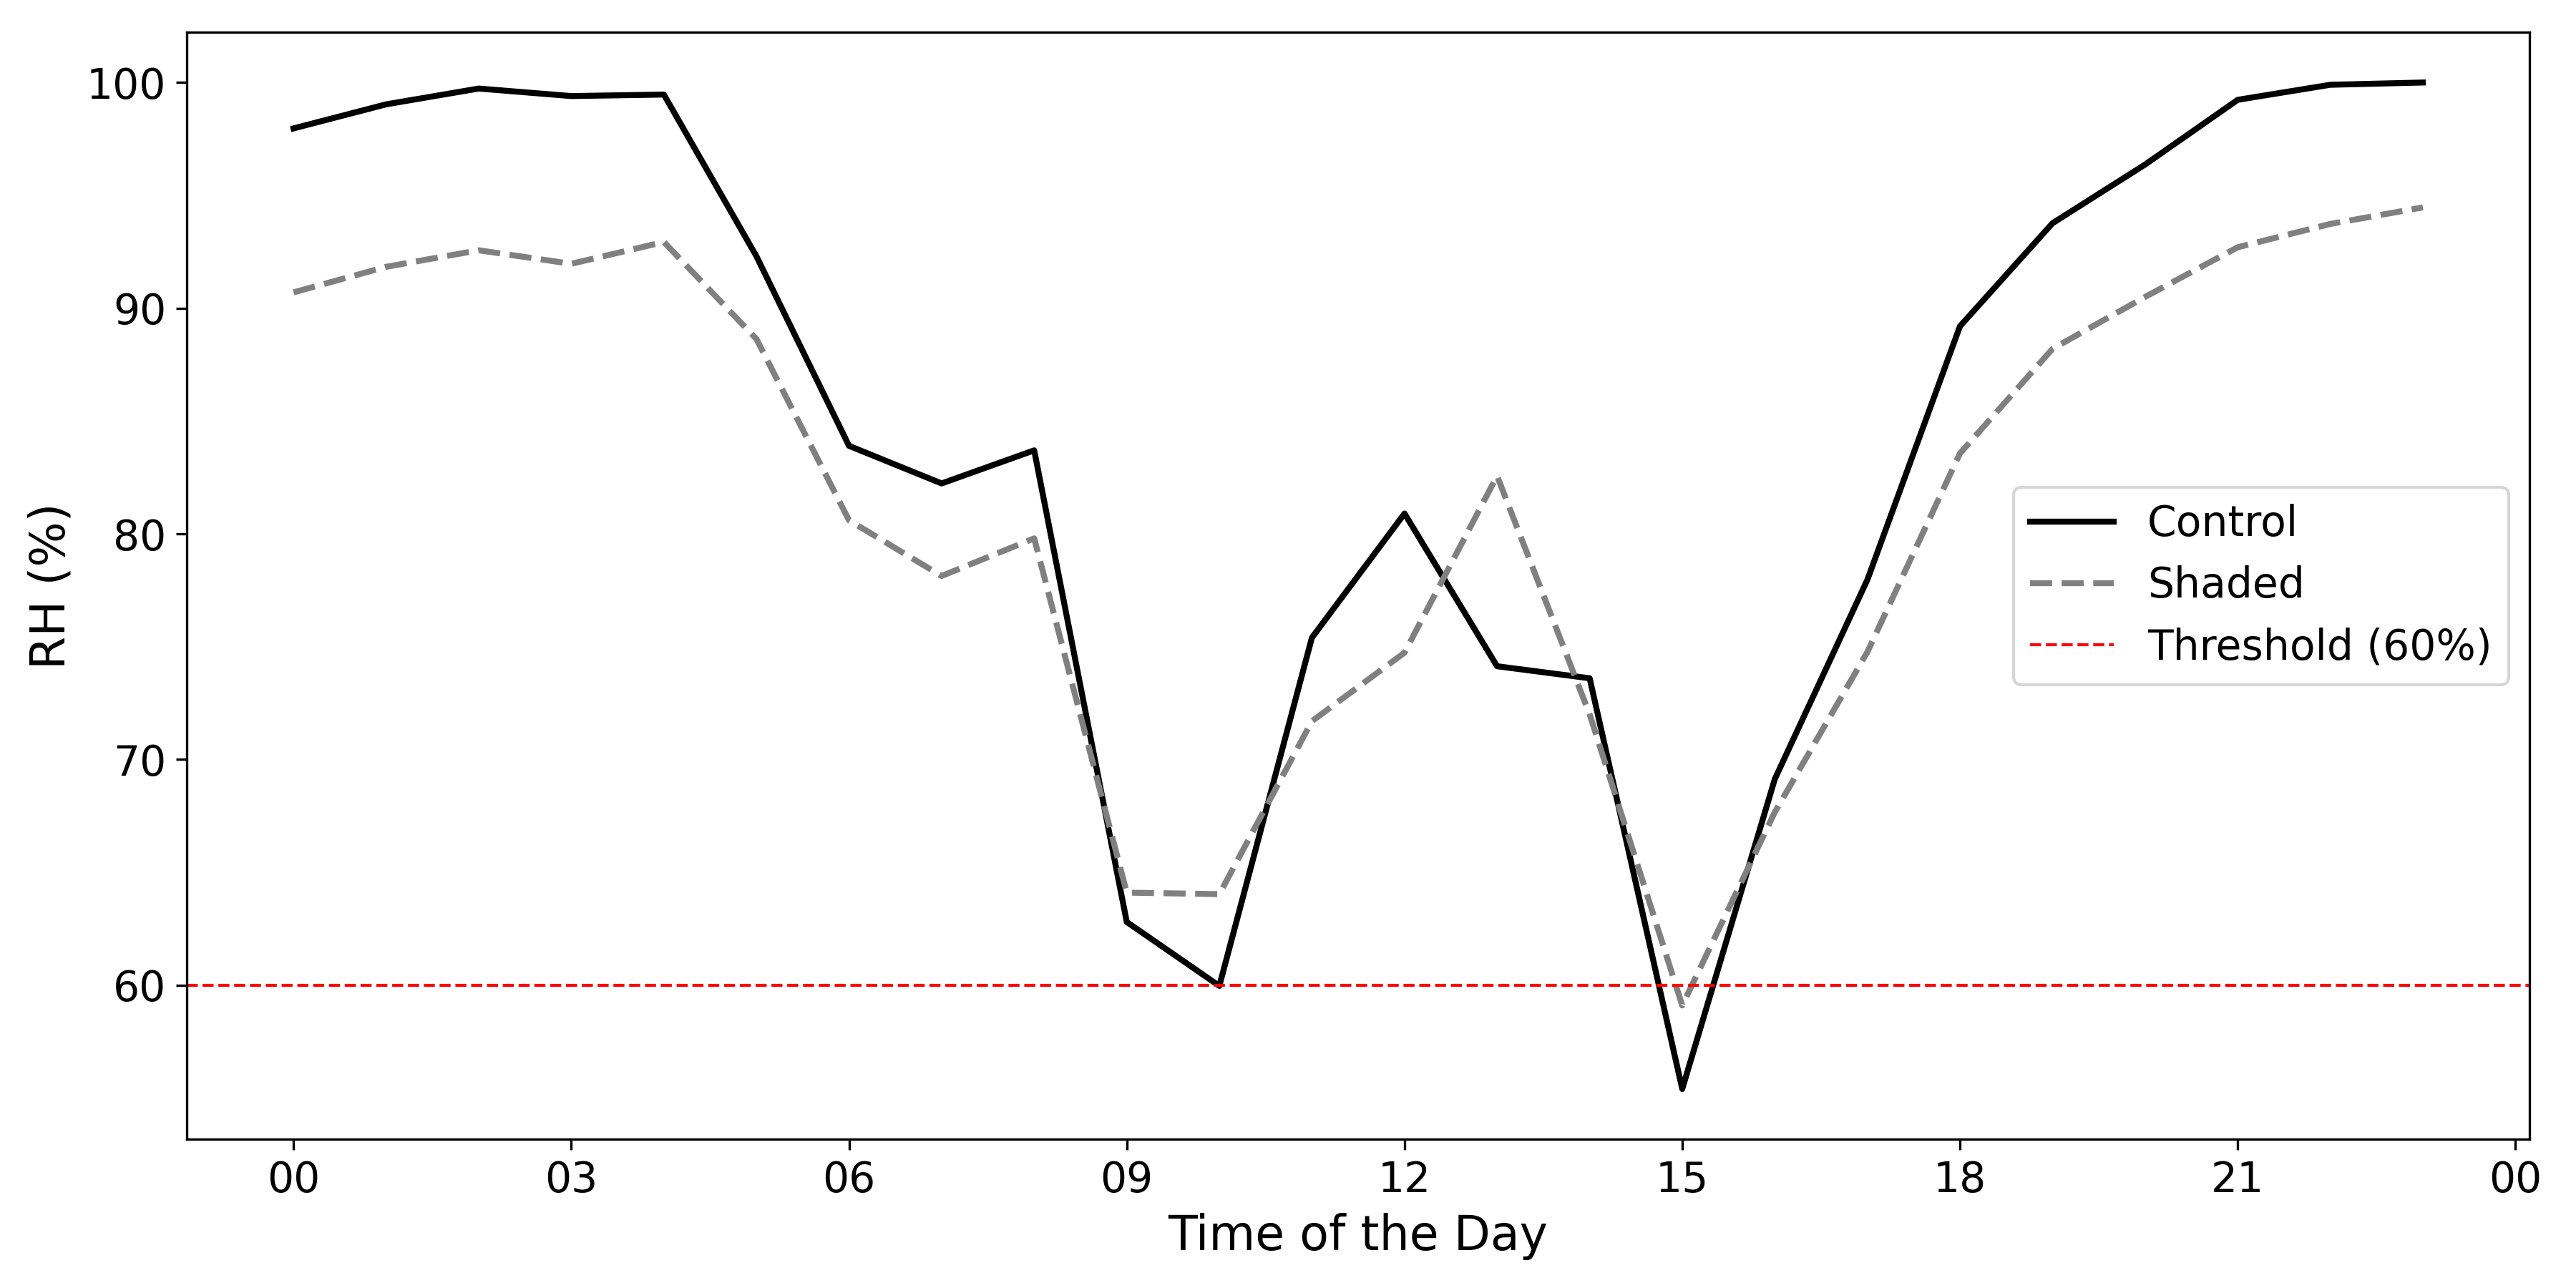 100
90
80
70
60
RH (%)
Control
Shaded
Threshold (60%)
00 03 06 09 12 15 18 21 00
Time of the Day